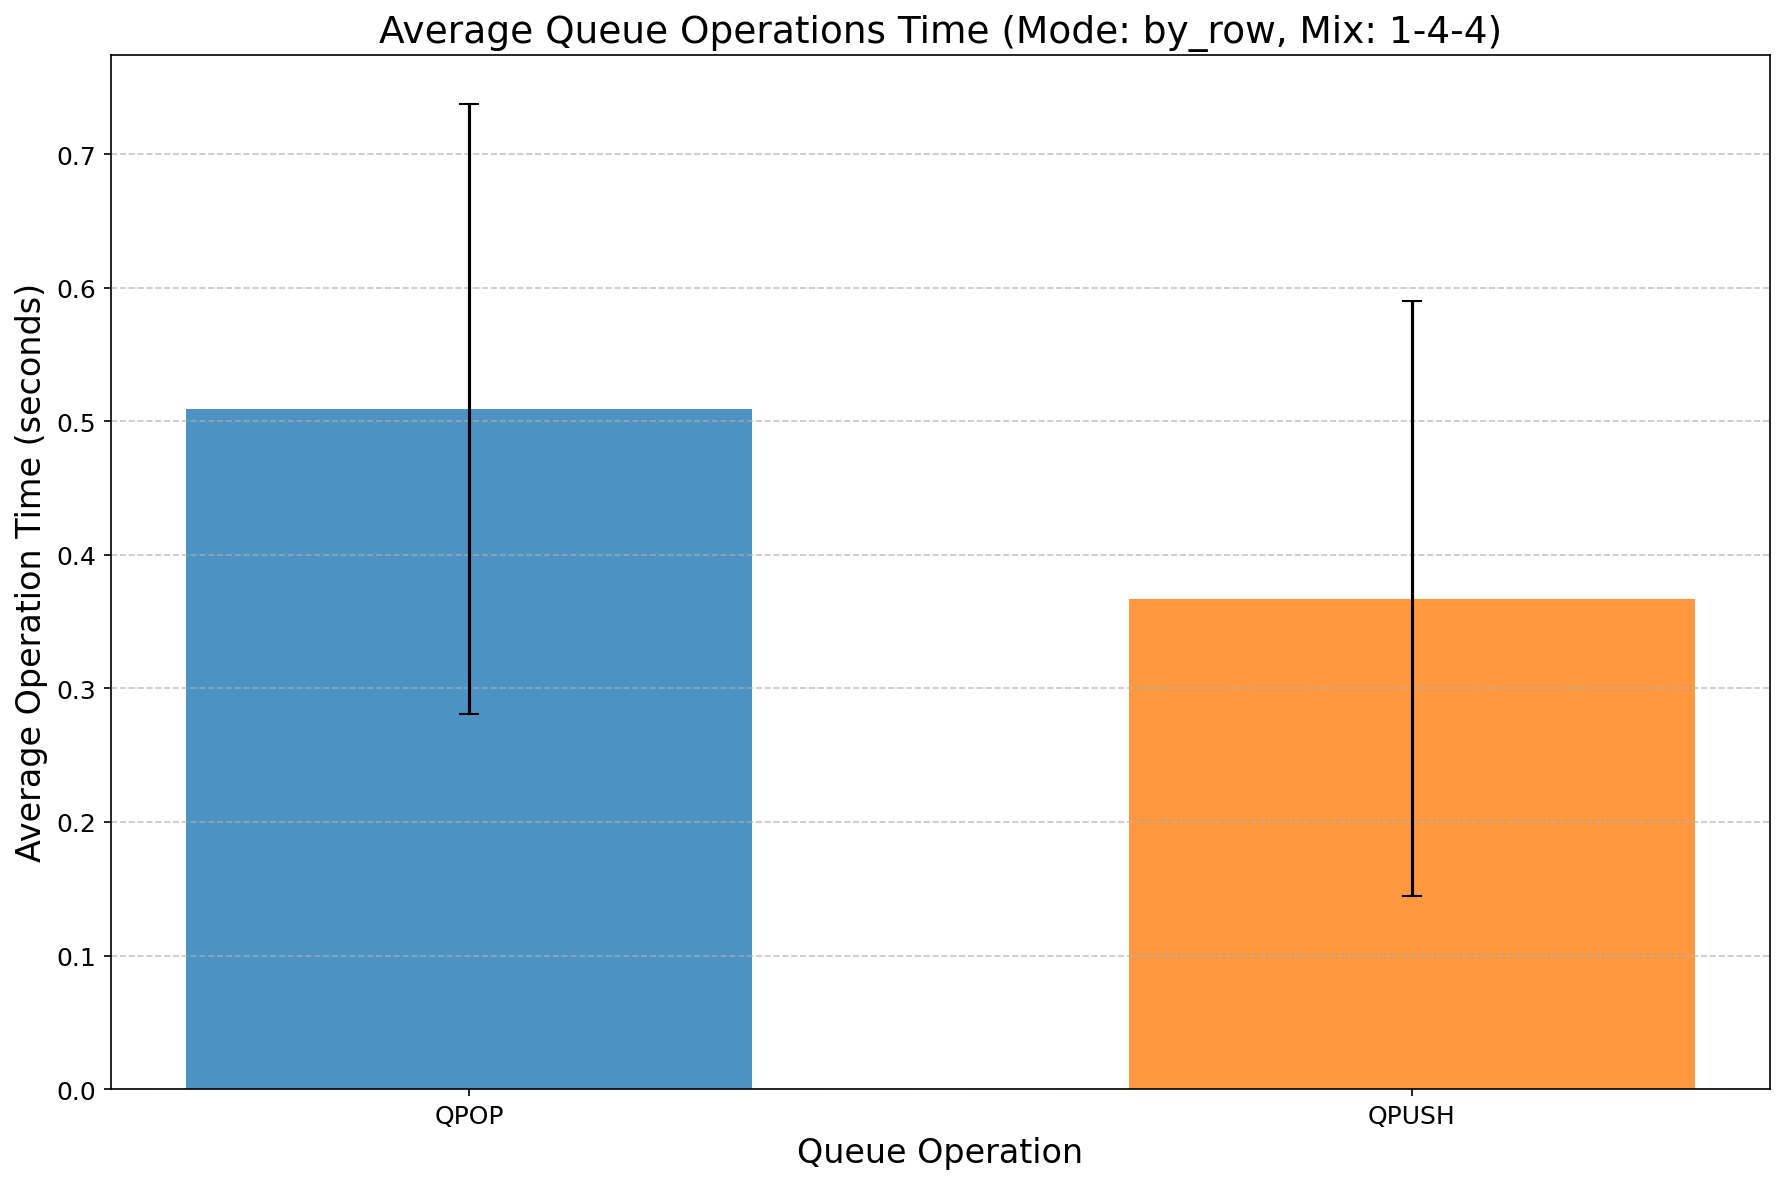 Average Queue Operations Time (Mode: by_row, Mix: 1-4-4)
Average Operation Time (seconds)
0.7
0.6
0.5
0.4
0.3
0.2
0.1
0.0
QPOP
QPUSH
Queue Operation